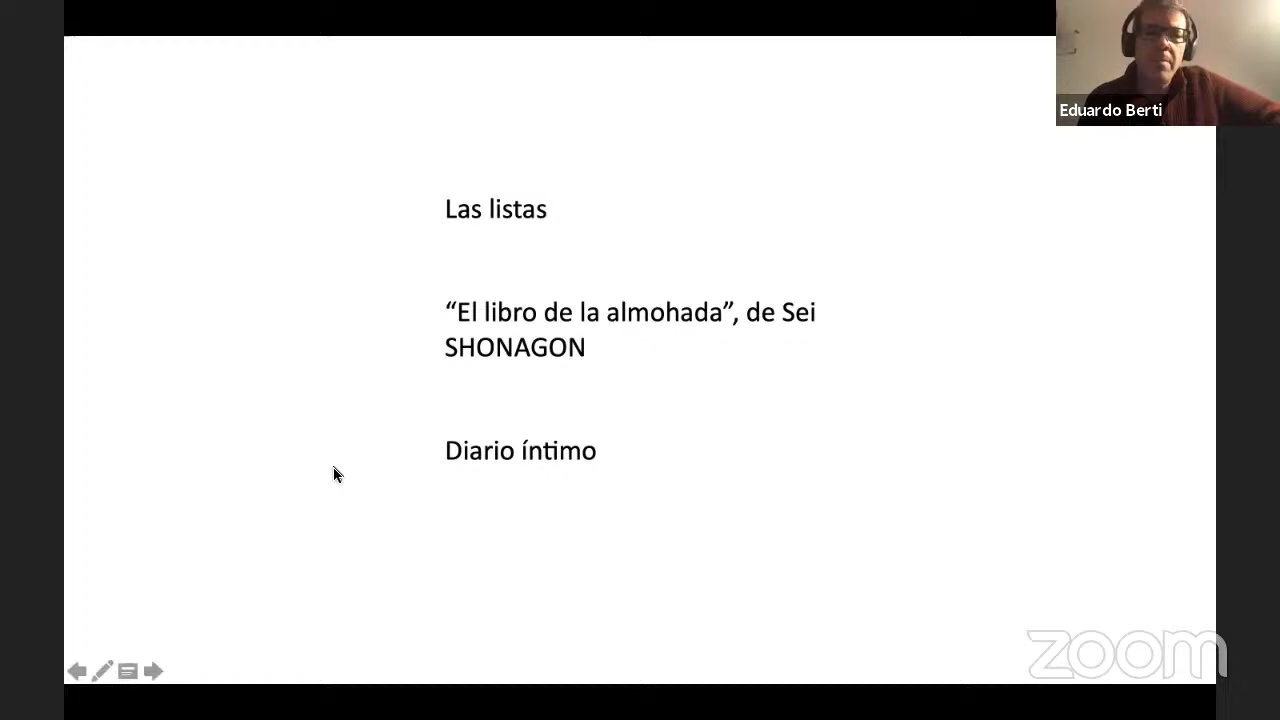 Eduardo Berti
Las listas
“El libro de la almohada”, de Sei
SHONAGON
Diario íntimo
zoom